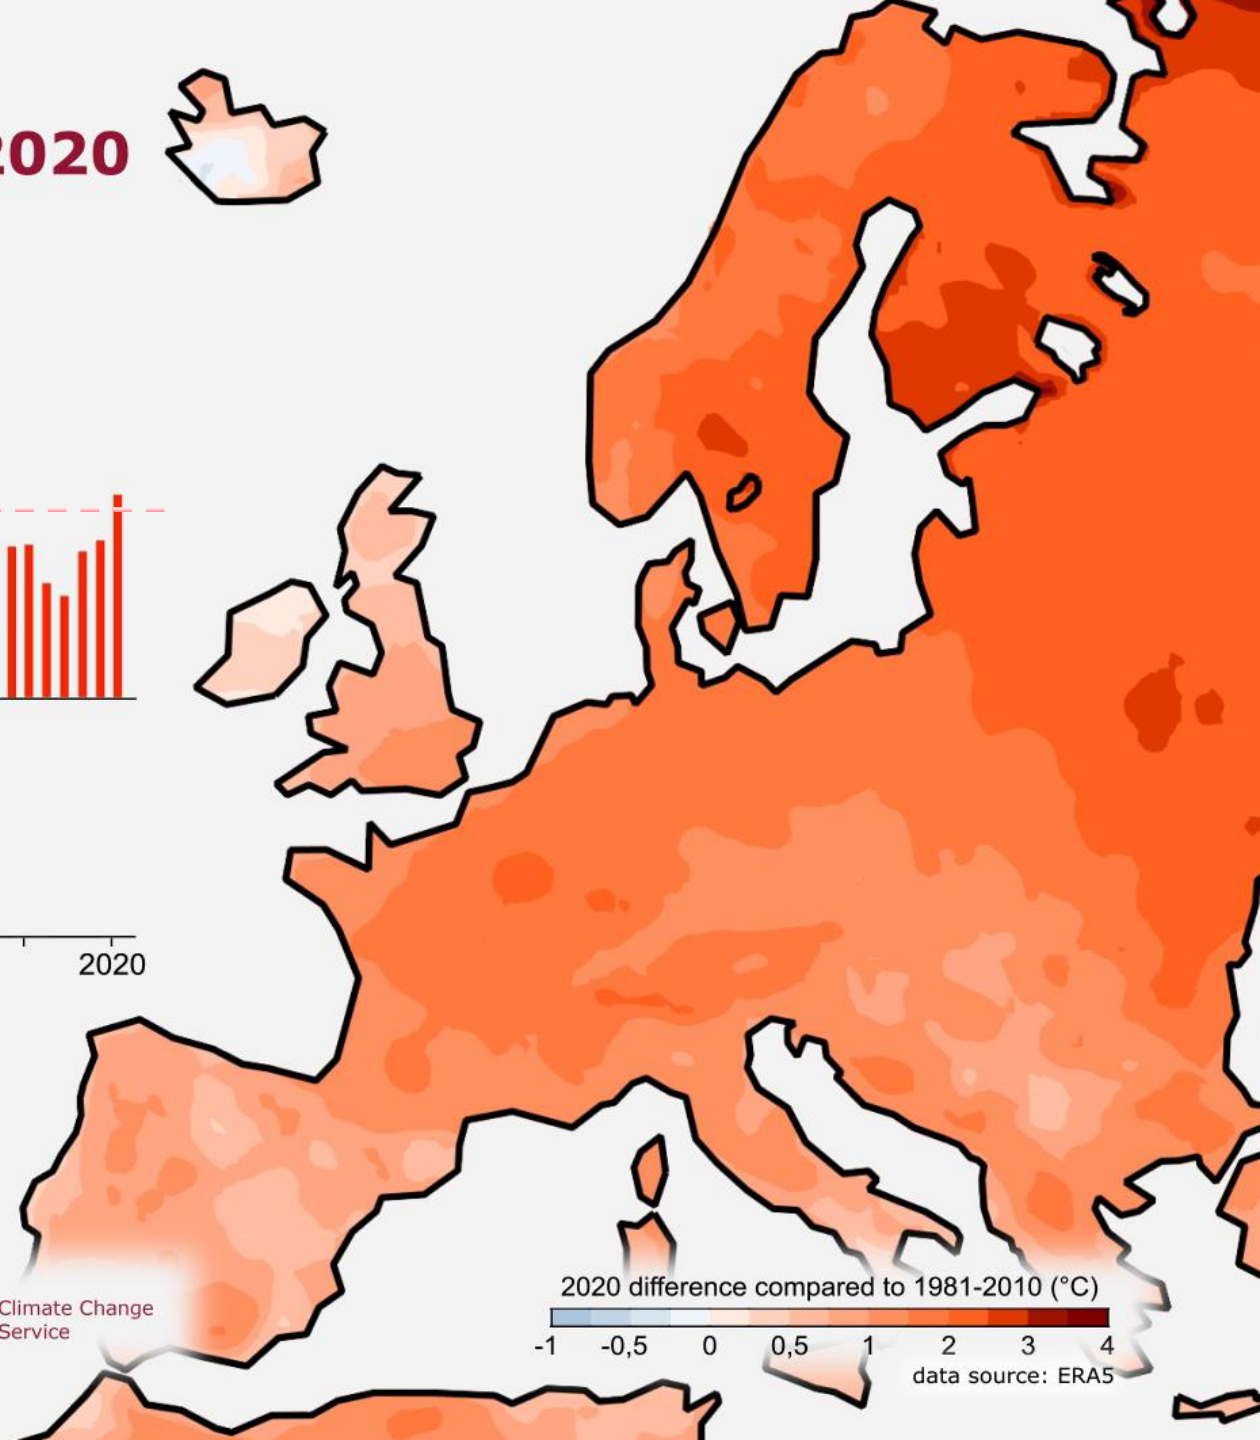 2020
2020
Climate Change
Service
2020 difference compared to 1981-2010 (°C)
-1 -0,5 0 0,5 1 2 3 4
data source: ERA5